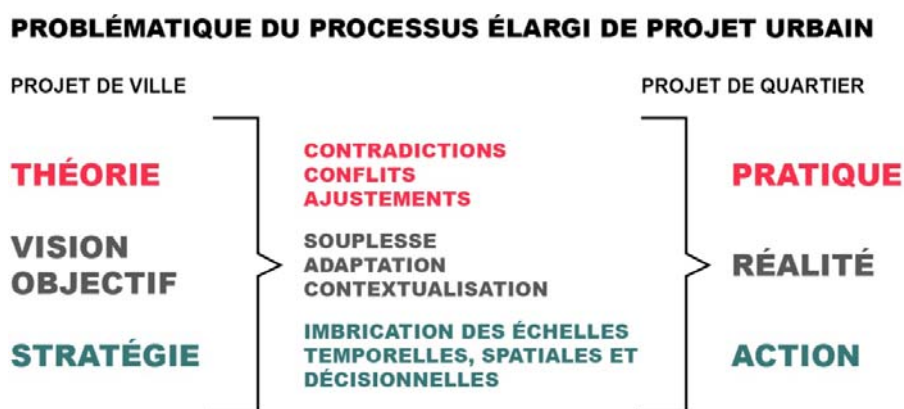 PROBLÉMATIQUE DU PROCESSUS ÉLARGI DE PROJET URBAIN
PROJET DE VILLE
PROJET DE QUARTIER
THÉORIE
CONTRADICTIONS
CONFLITS
AJUSTEMENTS
PRATIQUE
VISION
OBJECTIF
SOUPLESSE
ADAPTATION
CONTEXTUALISATION
RÉALITÉ
STRATÉGIE
IMBRICATION DES ÉCHELLES
TEMPORELLES, SPATIALES ET
DÉCISIONNELLES
ACTION